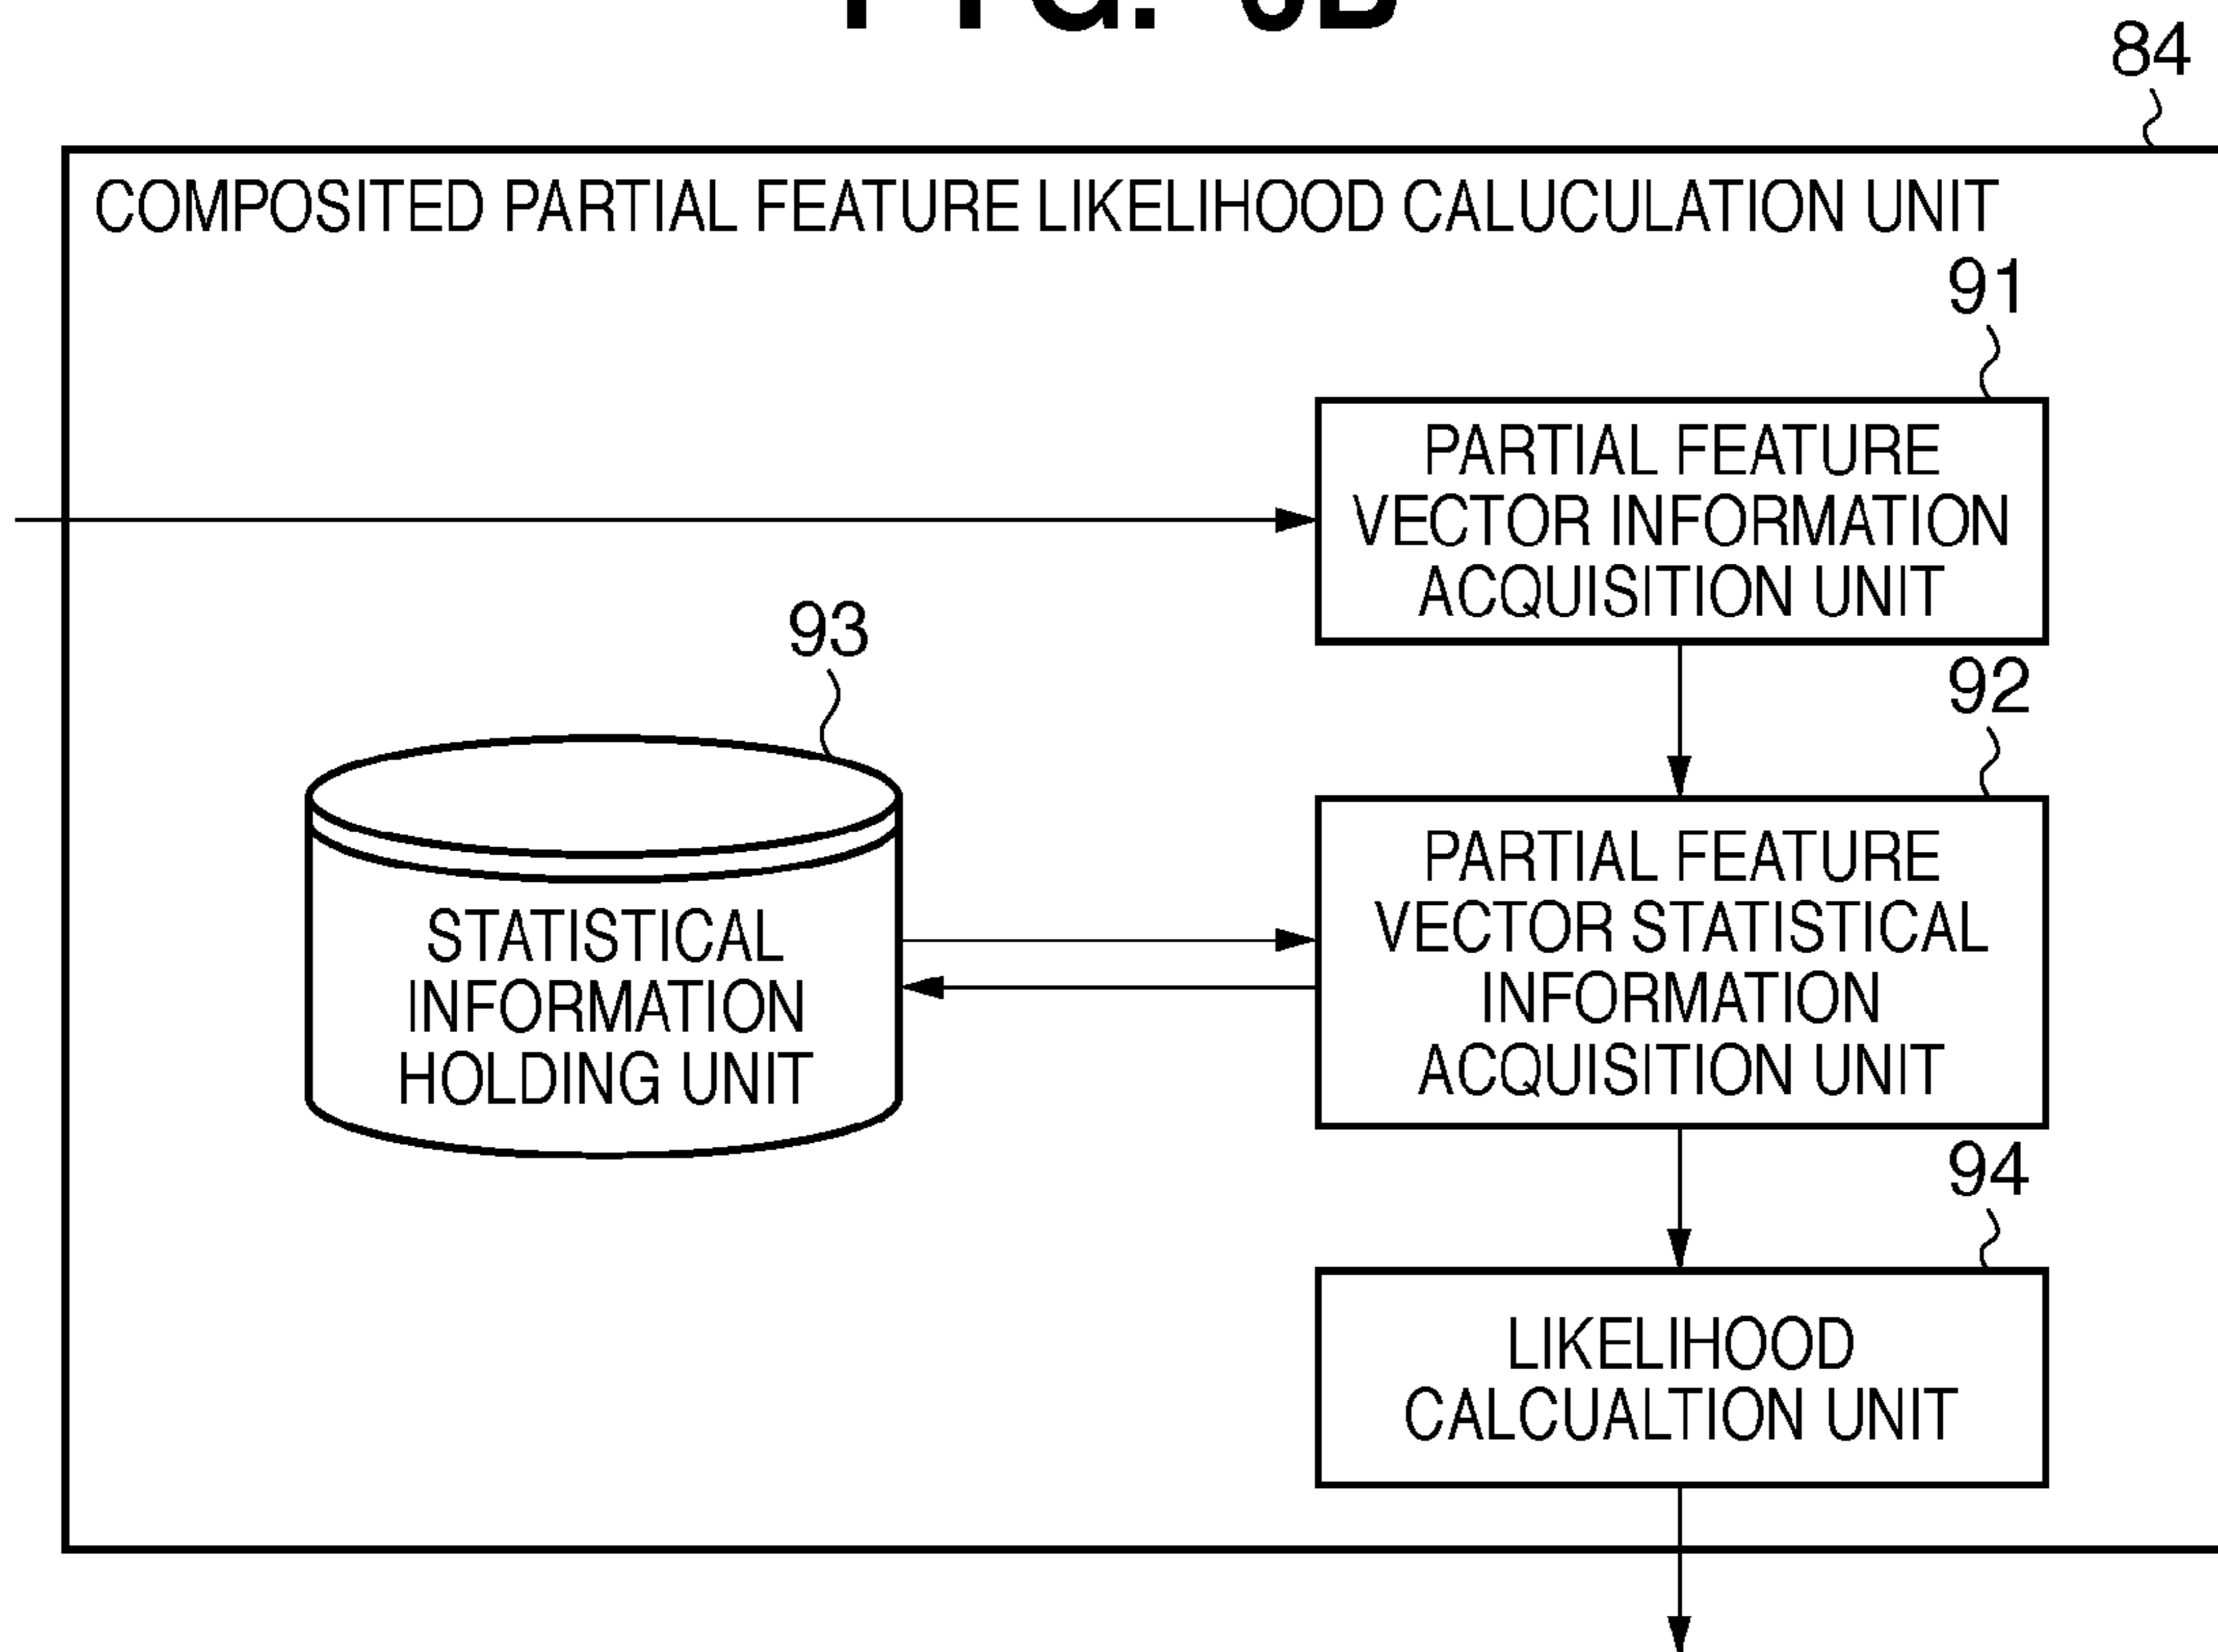 FIG.
84
COMPOSITED PARTIAL FEATURE LIKELIHOOD CALUCULATION UNIT
91
PARTIAL FEATURE
VECTOR INFORMATION
ACQUISITION UNIT
93
92
STATISTICAL
INFORMATION
HOLDING UNIT
PARTIAL FEATURE
VECTOR STATISTICAL
INFORMATION
ACQUISITION UNIT
94
LIKELIHOOD
CALCUALTION UNIT